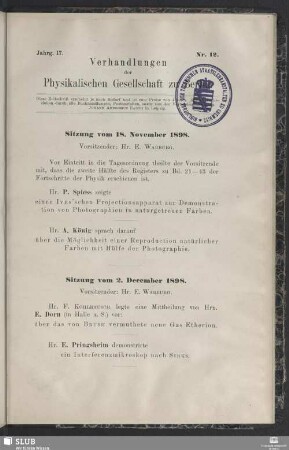 Jahrg. 17. Nr. 12.
Verhandlungen
der
Physikalischen Gesellschaft zu Berlin
Sitzung vom 18. November 1898.
Vorsitzender: Hr. E. Warburg.
Vor Eintritt in die Tagesordnung theilte der Vorsitzende
mit, dass die zweite Hälfte des Registers zu Bd. 21—43 der
Fortschritte der Physik erschienen ist.
Hr. P. Spiess zeigte
eines Ives'schen Projectionsapparat zur Demonstra-
tion von Photographien in naturgetreuen Farben.
Hr. A. König sprach darauf
über die Möglichkeit einer Reproduction natürlicher
Farben mit Hülfe der Photographie.
Sitzung vom 2. December 1898.
Vorsitzender: Hr. E. Warburg.
Hr. F. Kohlrausch legte eine Mittheilung von Hrn.
E. Dorn (in Halle a. S.) vor:
über das von Brush vermuthete neue Gas Etherion.
Hr. E. Pringsheim demonstrirte
ein Interferenzmikroskop nach Sirks.
SLUB